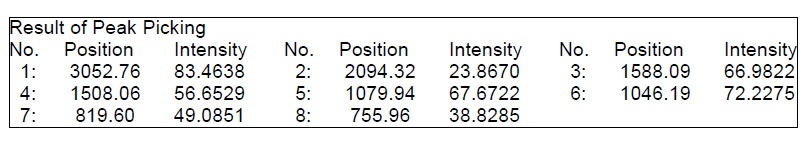 Result of Peak Picking
No. Position Intensity No. Position Intensity No. Position Intensity
1: 3052.76 83.4638 2: 2094.32 23.8670 3: 1588.09 66.9822
4: 1508.06 56.6529 5: 1079.94 67.6722 6: 1046.19 72.2275
7: 819.60 49.0851 8: 755.96 38.8285